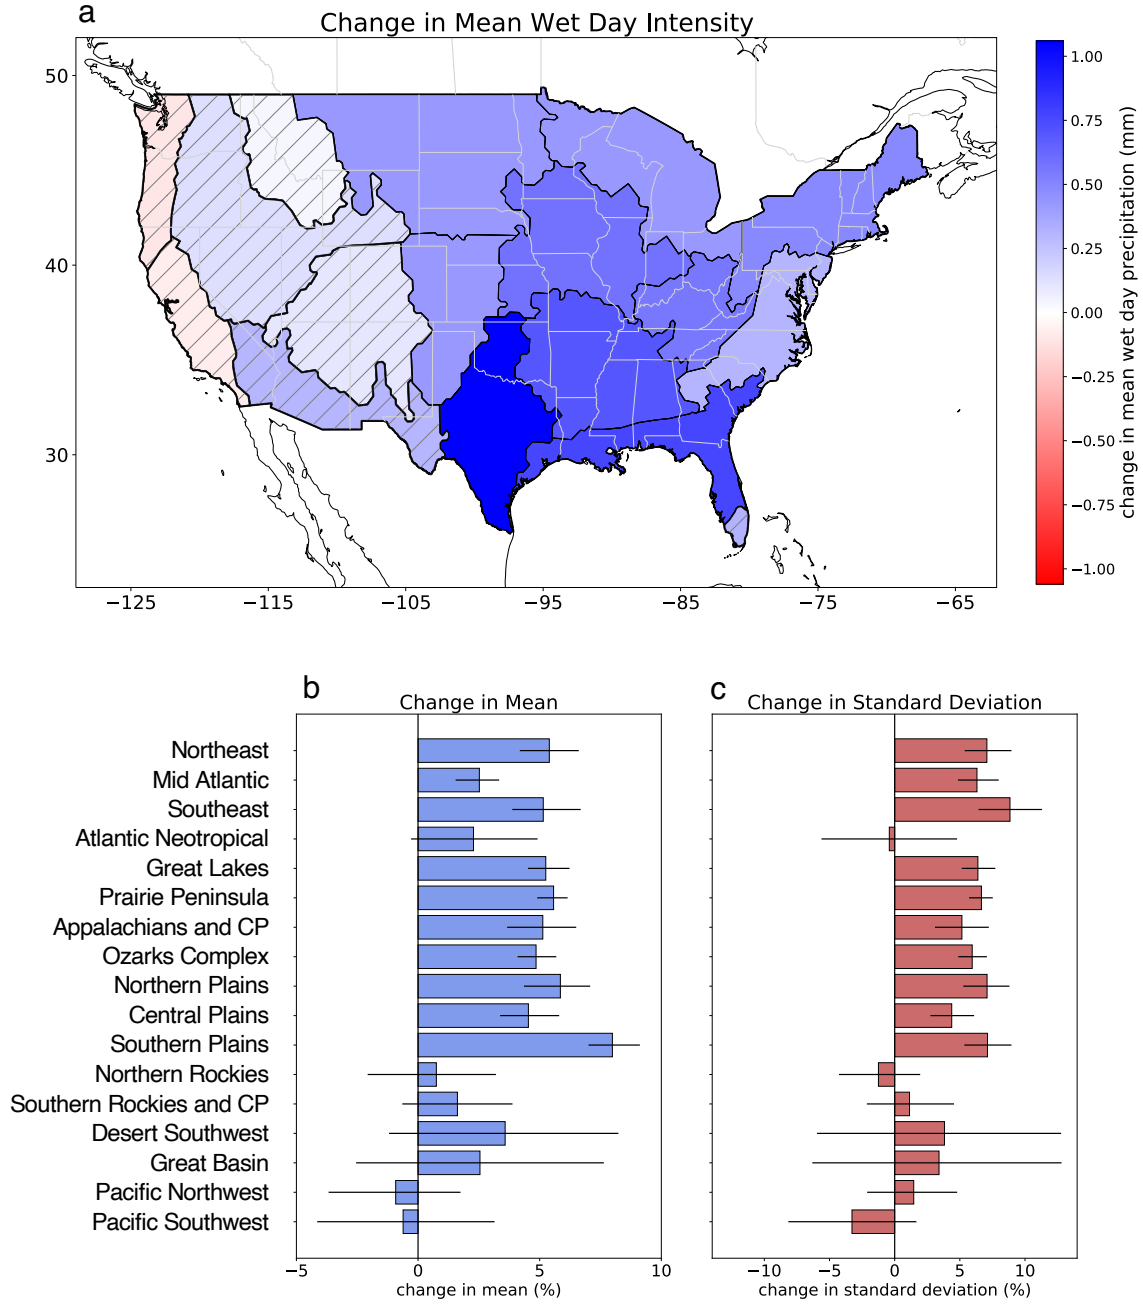 a
Change in Mean Wet Day Intensity
50
40
30
−125
−115
−105
−95
−85
−75
−65
1.00
0.75
0.50
0.25
0.00
−0.25
−0.50
−0.75
−1.00
change in mean wet day precipitation (mm)
b
Change in Mean
c
Change in Standard Deviation
Northeast
Mid Atlantic
Southeast
Atlantic Neotropical
Great Lakes
Prairie Peninsula
Appalachians and CP
Ozarks Complex
Northern Plains
Central Plains
Southern Plains
Northern Rockies
Southern Rockies and CP
Desert Southwest
Great Basin
Pacific Northwest
Pacific Southwest
−5 0 5 10
change in mean (%)
−10 −5 0 5 10
change in standard deviation (%)